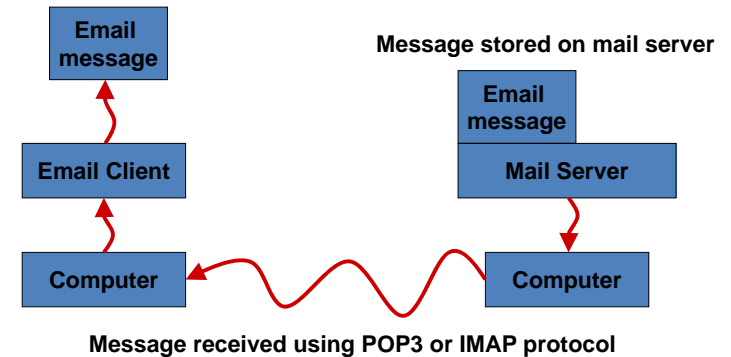 Email
message
Message stored on mail server
Email
message
Email Client
Mail Server
Computer
Computer
Message received using POP3 or IMAP protocol